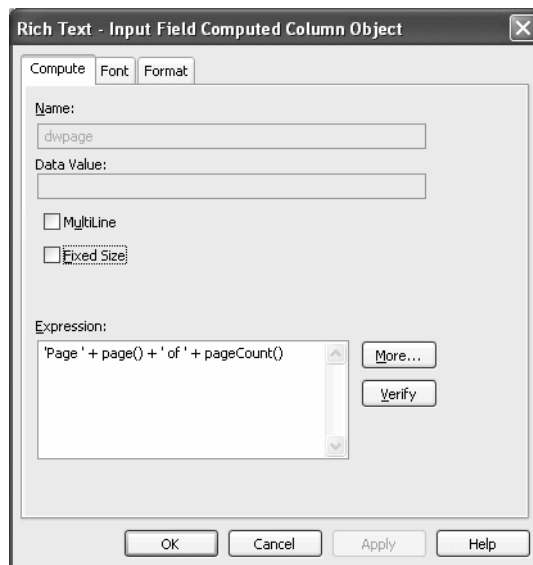 Rich Text - Input Field Computed Column Object
Compute Font Format
Name:
dwpage
Data Value:
MultiLine
Fixed Size
Expression:
'Page ' + page() + ' of ' + pageCount()
More...
Verify
OK Cancel Apply Help